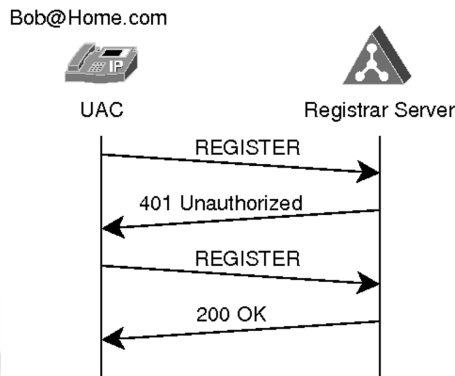 Bob@Home.com
IP
UAC
Registrar Server
REGISTER
401 Unauthorized
REGISTER
200 OK